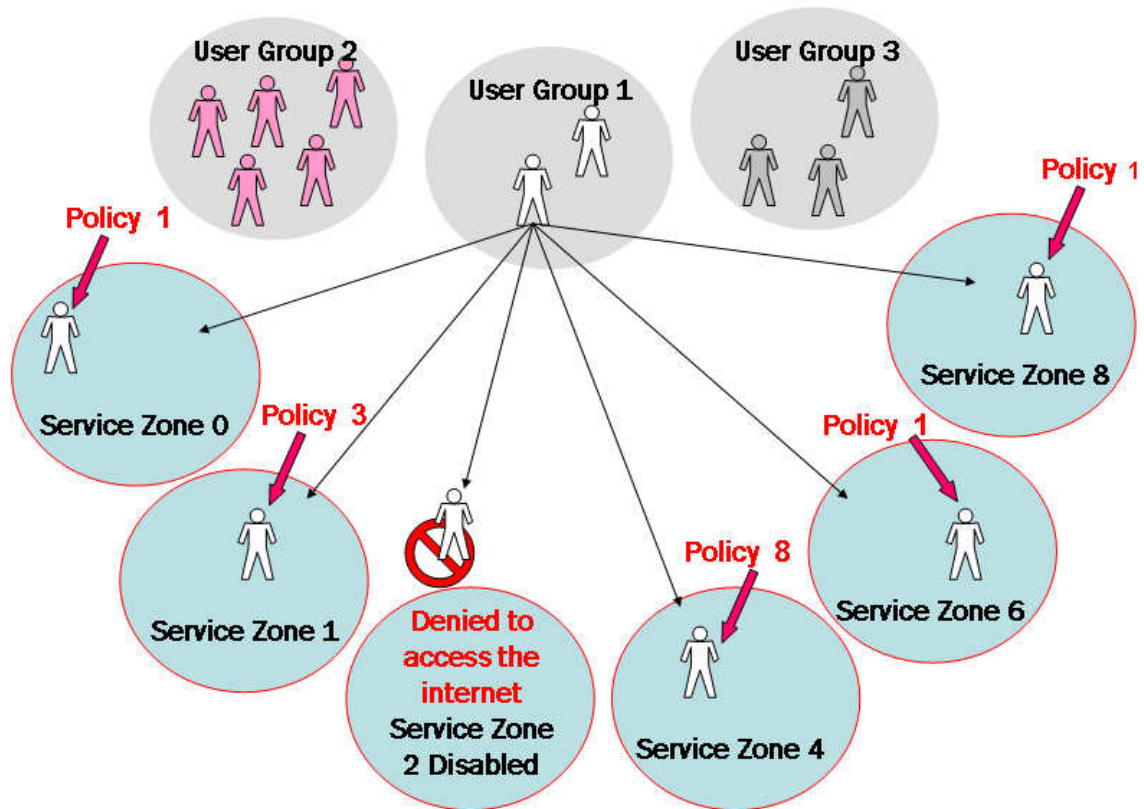 User Group 2
User Group 1
User Group 3
Policy 1
Policy 1
Service Zone 0
Service Zone 8
Policy 3
Policy 1
Service Zone 1
Policy 8
Service Zone 6
Denied to
access the
internet
Service Zone
2 Disabled
Service Zone 4